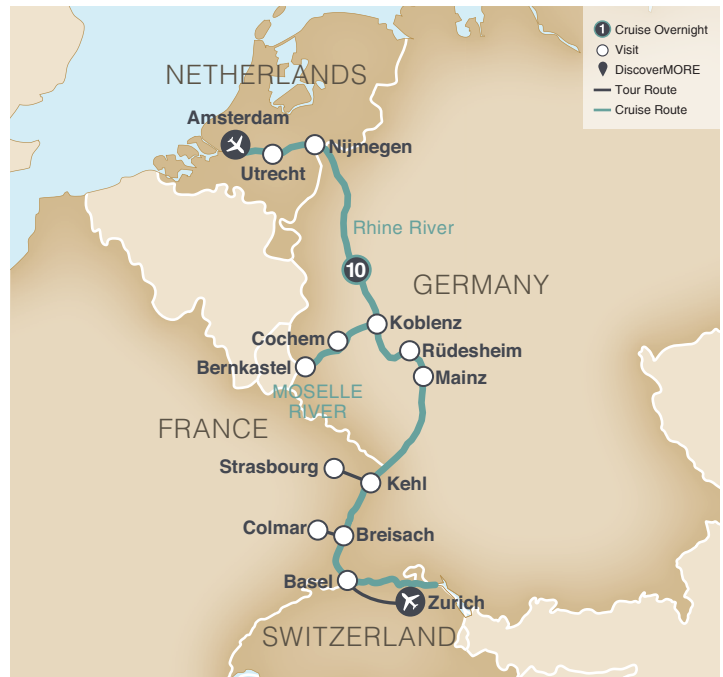 1 Cruise Overnight
Visit
DiscoverMORE
Tour Route
Cruise Route
NETHERLANDS
Amsterdam
Utrecht
Nijmegen
Rhine River
10
GERMANY
Koblenz
Cochem
Rüdesheim
Bernkastel
Mainz
MOSELLE
RIVER
FRANCE
Strasbourg
Kehl
Colmar
Breisach
Basel
Zurich
SWITZERLAND